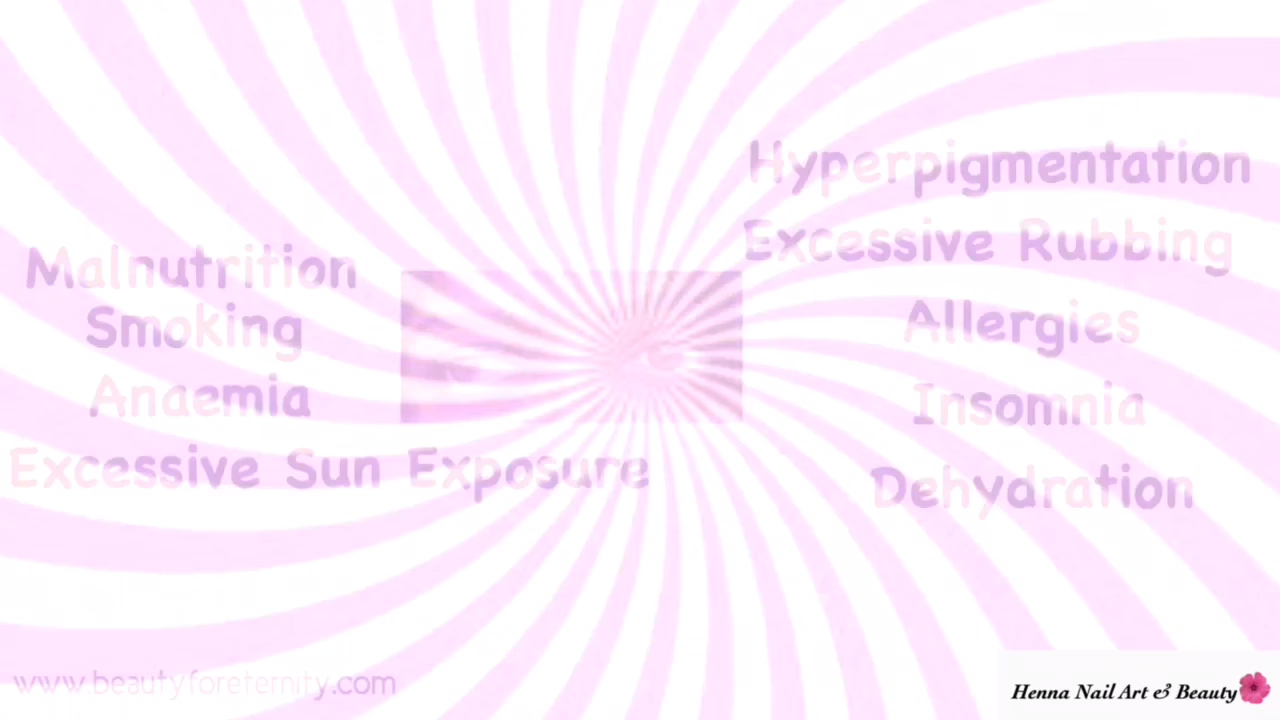 Malnutrition
Smoking
Anaemia
Excessive Sun Exposure
Hyperpigmentation
Excessive Rubbing
Allergies
Insomnia
Dehydration
www.beautyforeternity.com
Henna Nail Art & Beauty